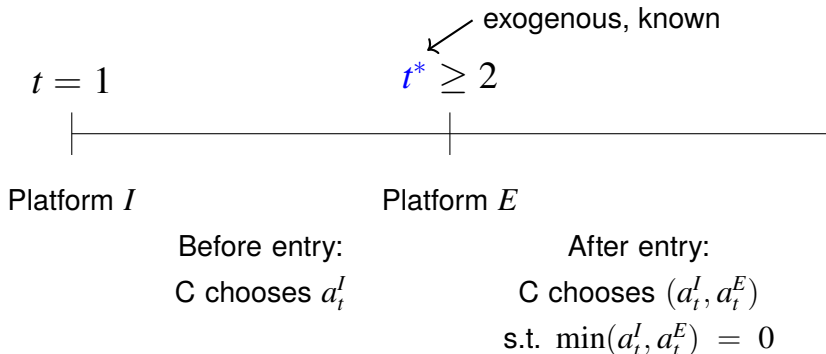 exogenous, known
t = 1
t* ≥ 2
Platform I
Platform E
Before entry:
C chooses a_t^I
After entry:
C chooses (a_t^I, a_t^E)
s.t. min(a_t^I, a_t^E) = 0